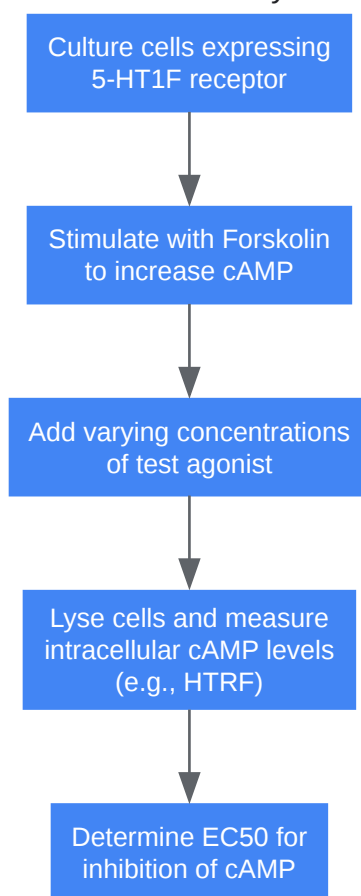 Culture cells expressing
5-HT1F receptor
Stimulate with Forskolin
to increase cAMP
Add varying concentrations
of test agonist
Lyse cells and measure
intracellular cAMP levels
(e.g., HTRF)
Determine EC50 for
inhibition of cAMP